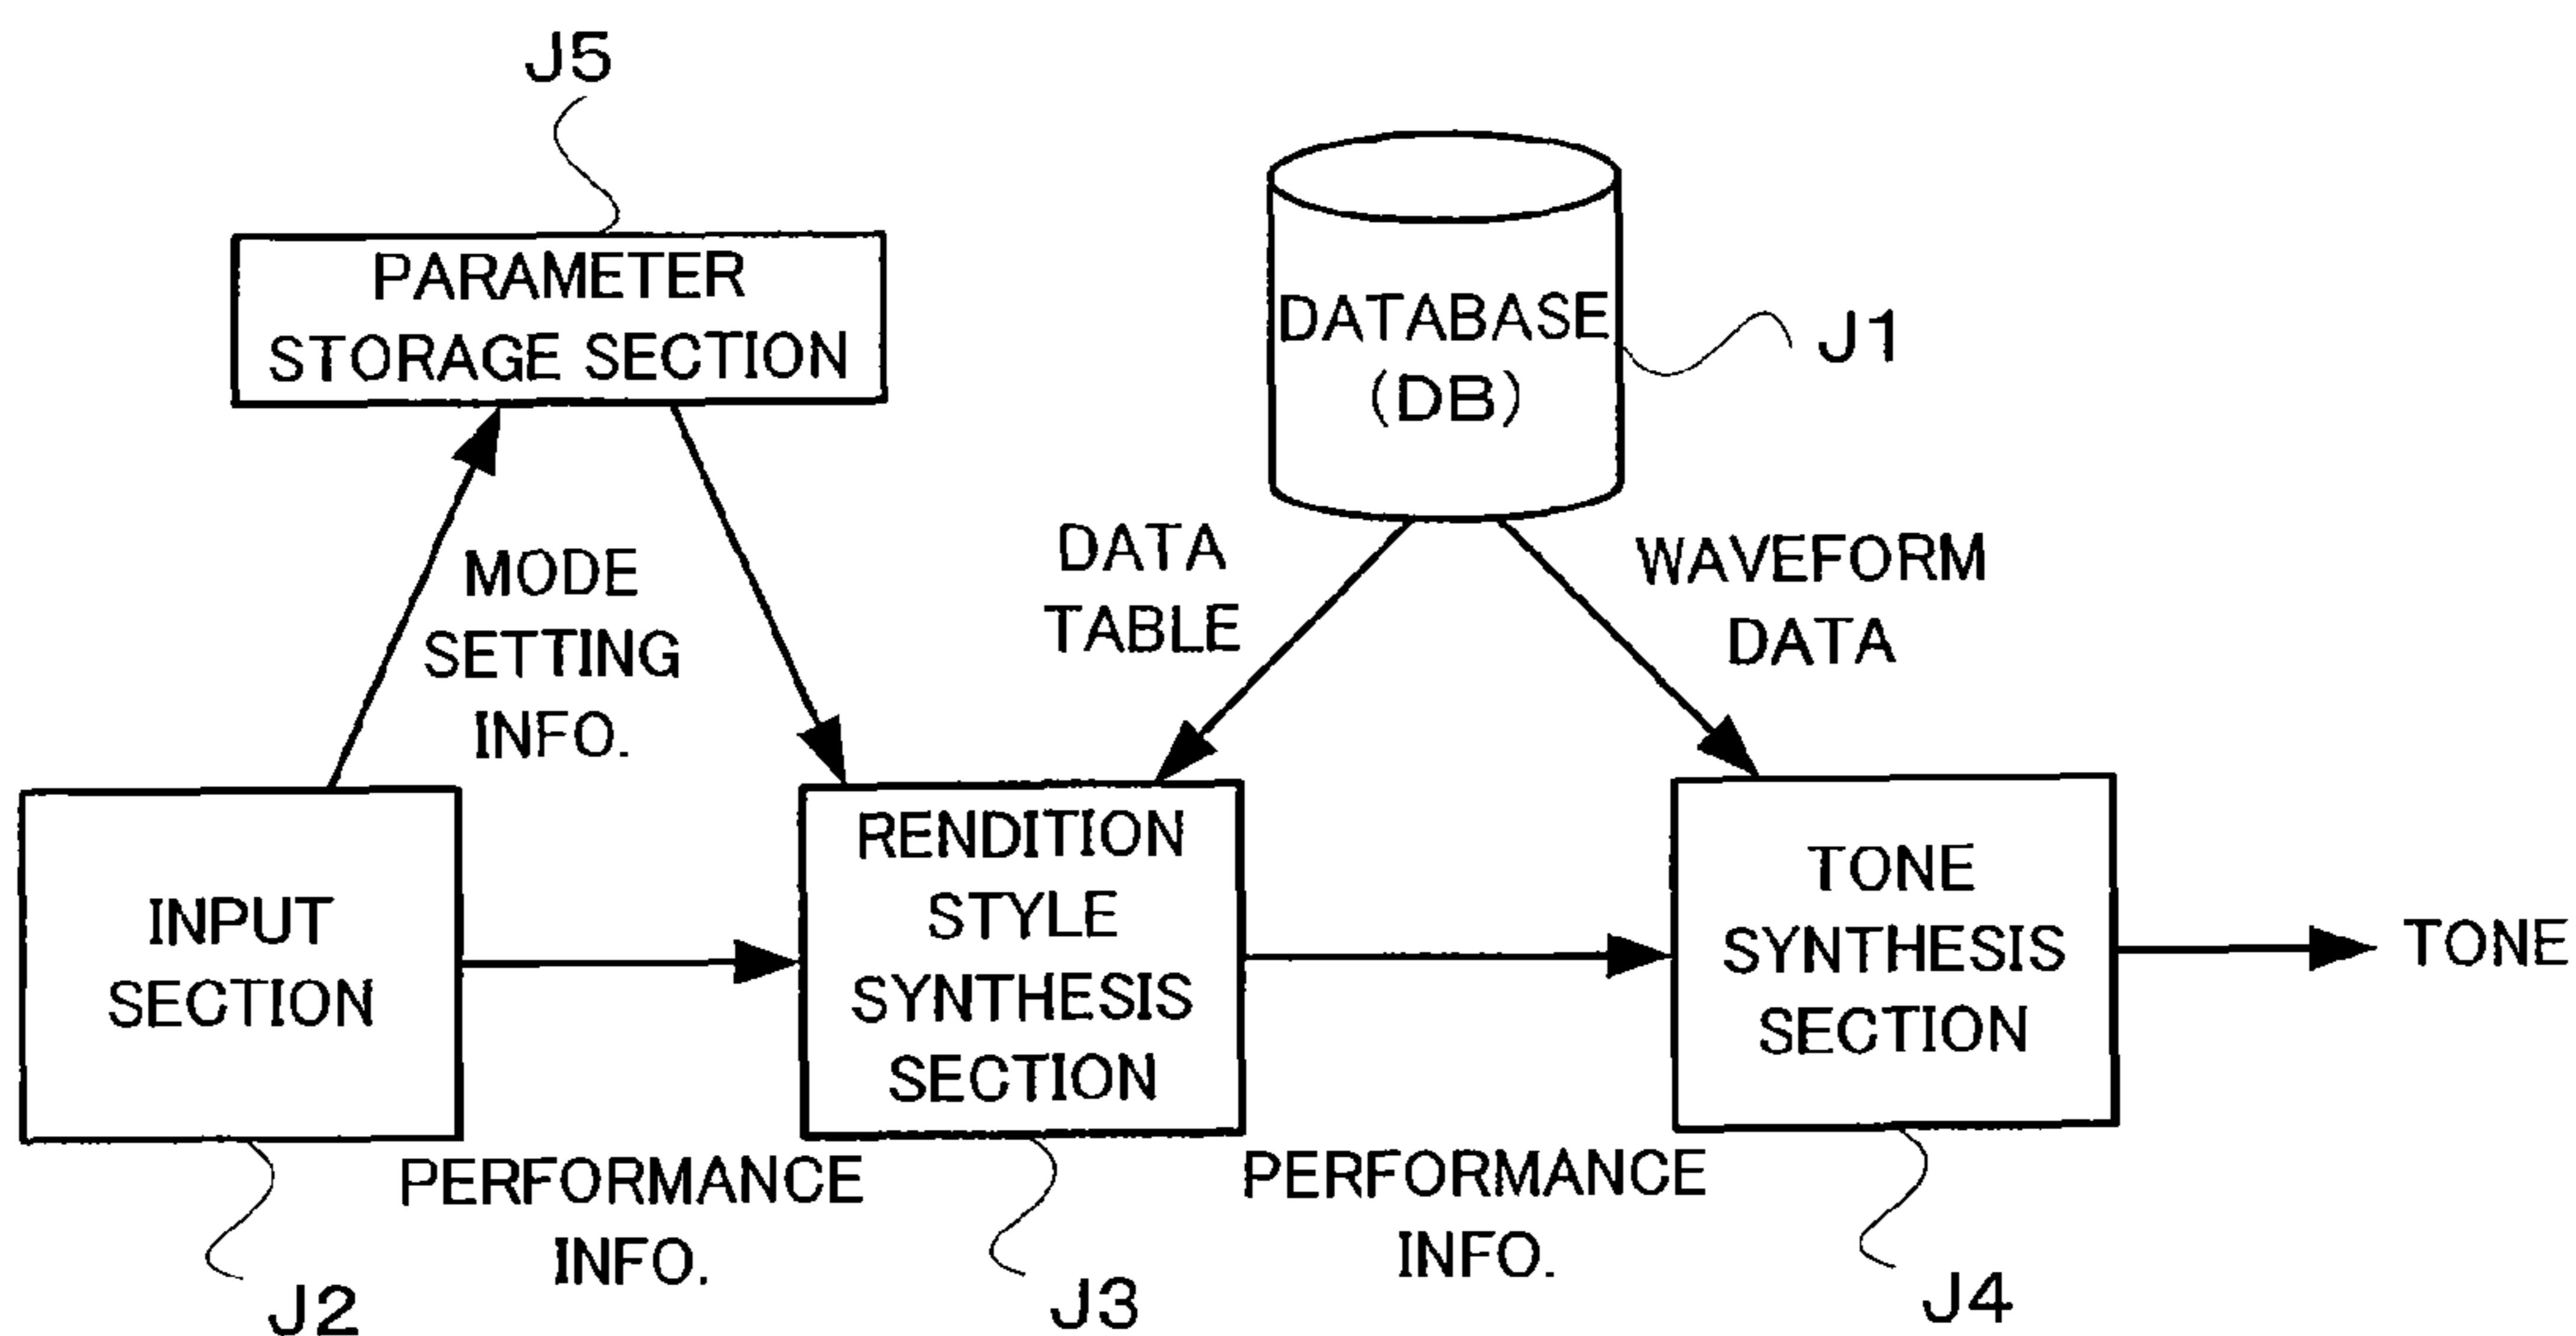 J5
PARAMETER
STORAGE SECTION
DATABASE
(DB)
J1
MODE
SETTING
INFO.
DATA
TABLE
WAVEFORM
DATA
INPUT
SECTION
RENDITION
STYLE
SYNTHESIS
SECTION
TONE
SYNTHESIS
SECTION
TONE
PERFORMANCE
INFO.
PERFORMANCE
INFO.
J2
J3
J4